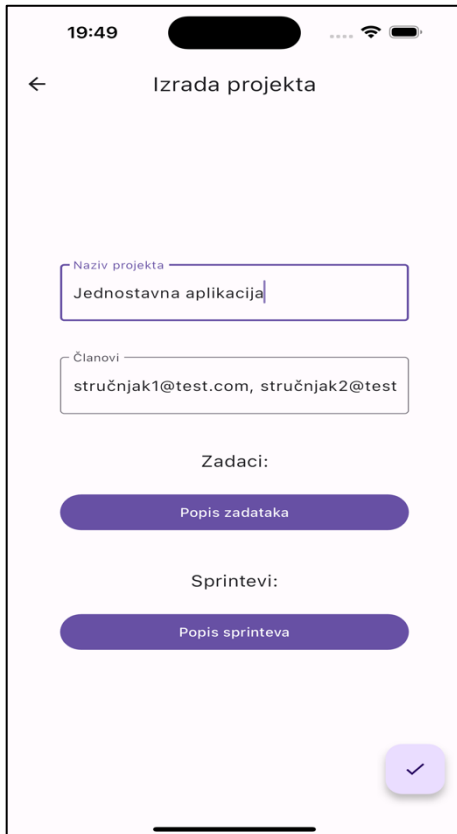 19:49
Izrada projekta
Naziv projekta
Jednostavna aplikacija
Članovi
stručnjak1@test.com, stručnjak2@test
Zadaci:
Popis zadataka
Sprintevi:
Popis sprinteva